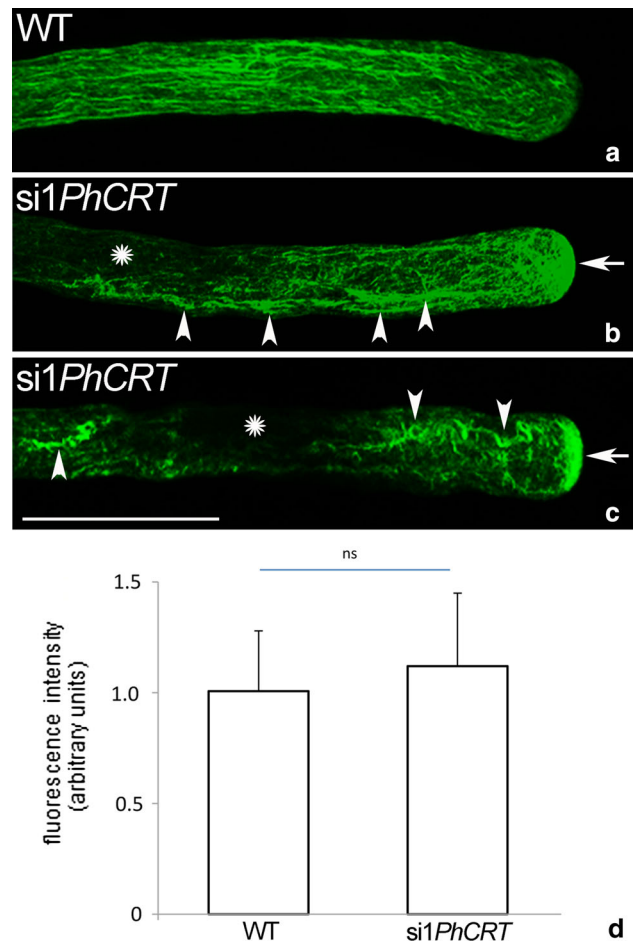 WT
a
si1PhCRT
b
si1PhCRT
c
ns
fluorescence intensity
(arbitrary units)
1.5
1.0
0.5
0
WT
si1PhCRT
d